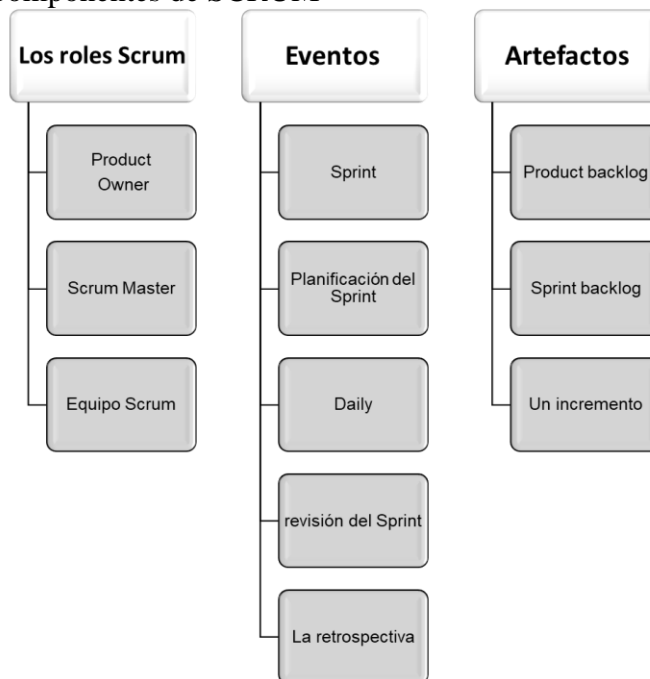 componentes de SCRUM
Los roles Scrum
Product
Owner
Scrum Master
Equipo Scrum
Eventos
Sprint
Planificación del
Sprint
Daily
revisión del Sprint
La retrospectiva
Artefactos
Product backlog
Sprint backlog
Un incremento